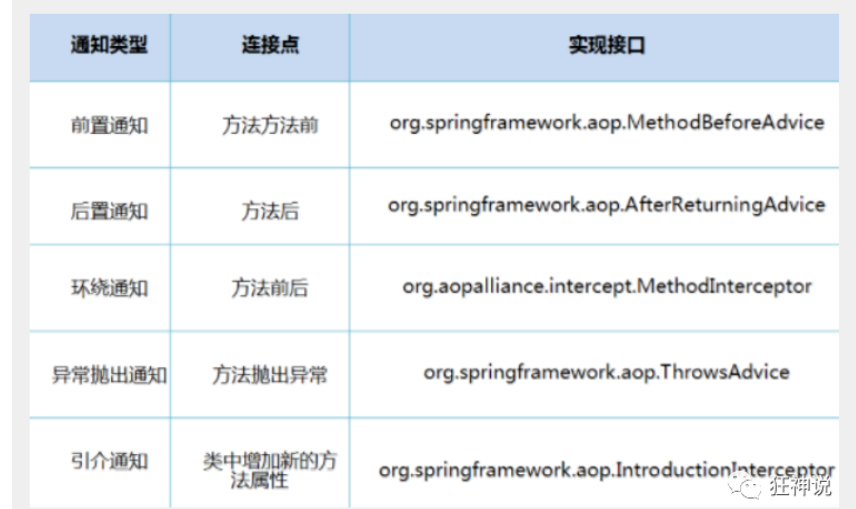 通知类型 连接点 实现接口
前置通知 方法方法前 org.springframework.aop.MethodBeforeAdvice
后置通知 方法后 org.springframework.aop.AfterReturningAdvice
环绕通知 方法前后 org.aopalliance.intercept.MethodInterceptor
异常抛出通知 方法抛出异常 org.springframework.aop.ThrowsAdvice
引介通知 类中增加新的方
法属性 org.springframework.aop.IntroductionInterceptor
狂神说